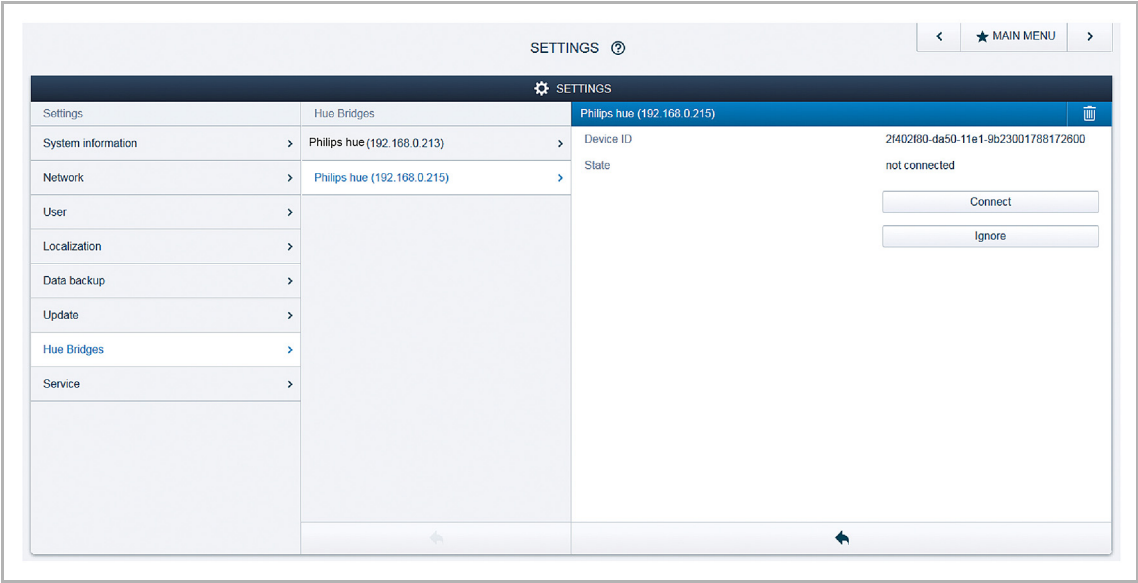 SETTINGS
MAIN MENU
SETTINGS
Settings
System information
Network
User
Localization
Data backup
Update
Hue Bridges
Service
Hue Bridges
Philips hue (192.168.0.213)
Philips hue (192.168.0.215)
Philips hue (192.168.0.215)
Device ID 2f402f80-da50-11e1-9b23001788172600
State not connected
Connect
Ignore